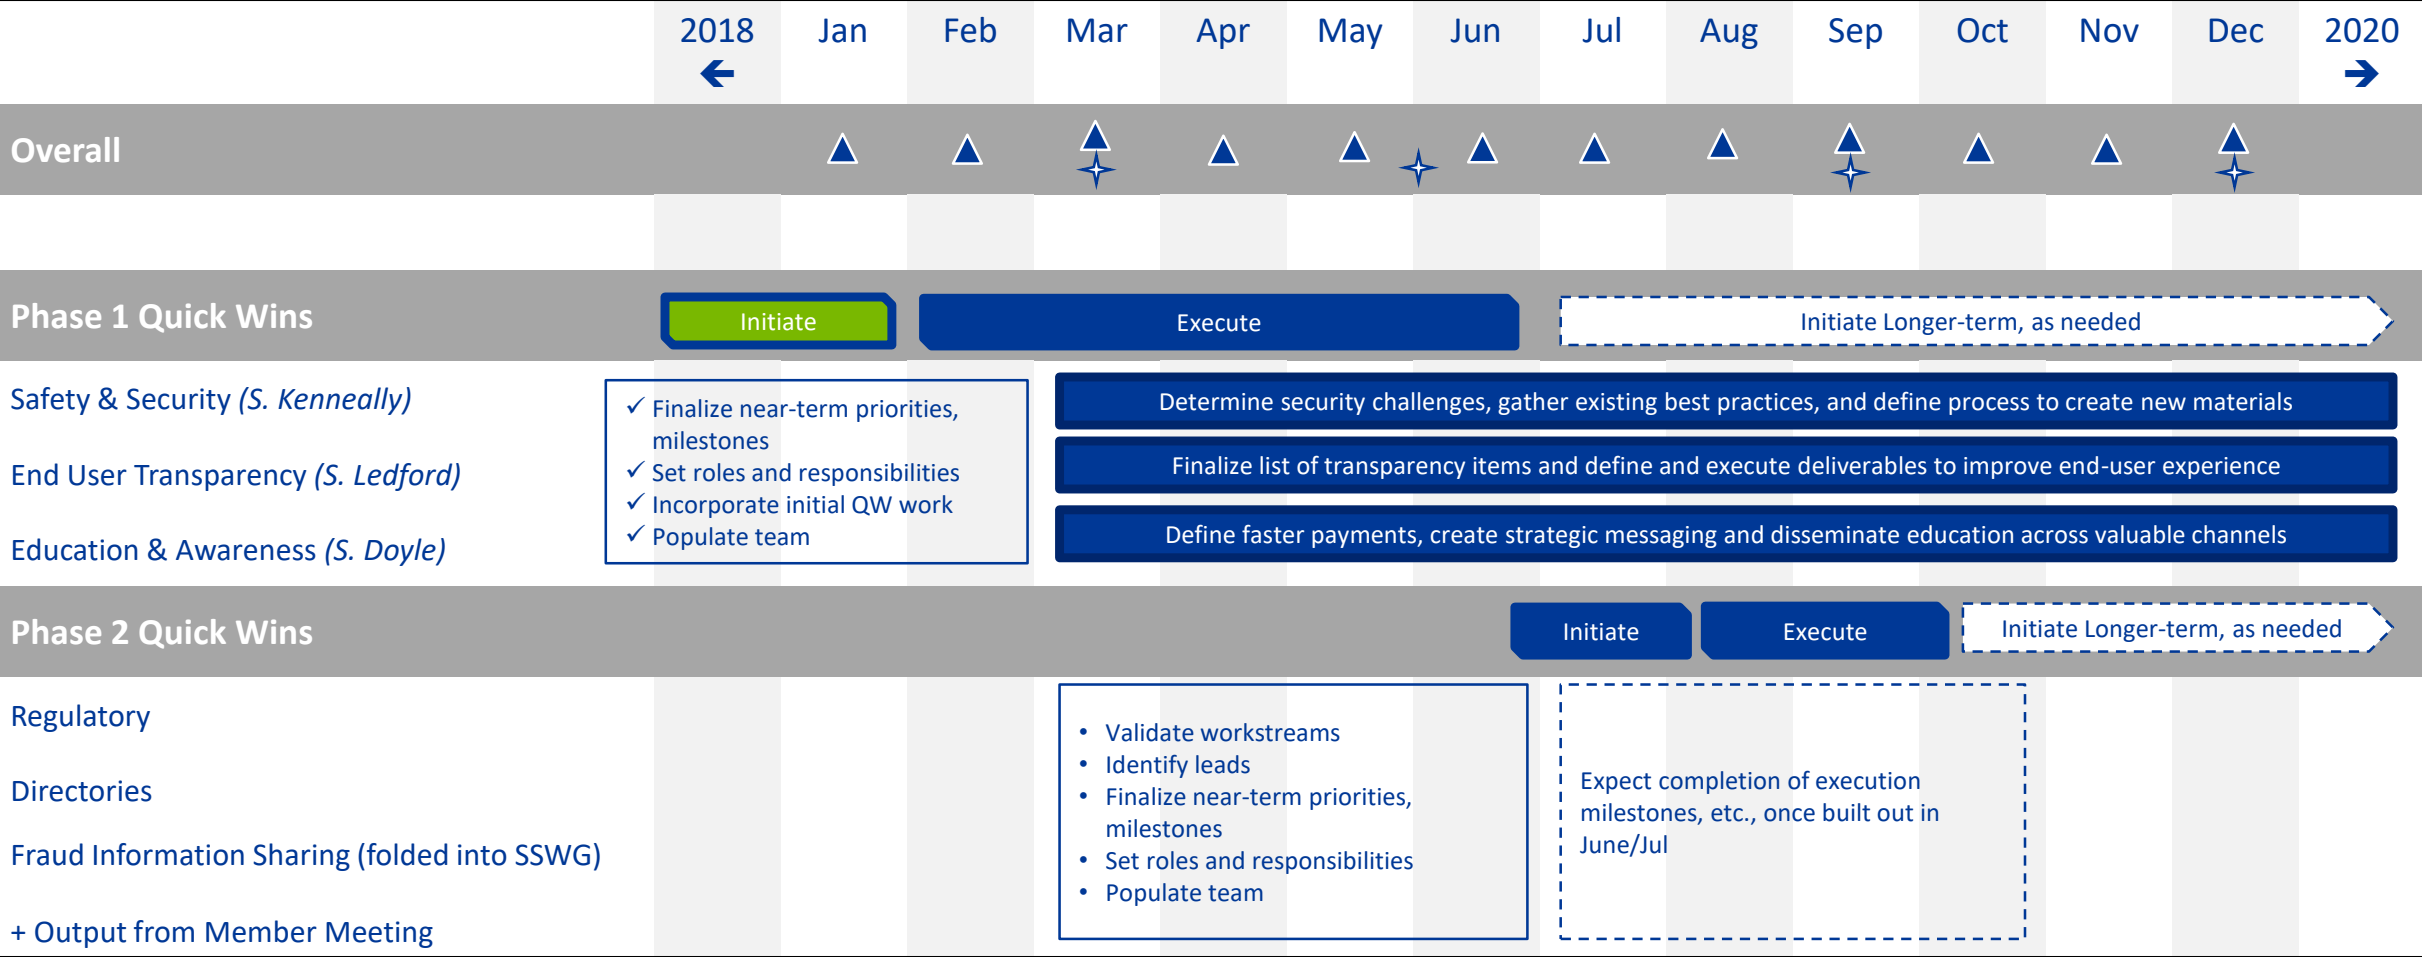 2018 Jan Feb Mar Apr May Jun Jul Aug Sep Oct Nov Dec 2020
Overall
Phase 1 Quick Wins
Initiate
Execute
Initiate Longer-term, as needed
Safety & Security (S. Kenneally)
End User Transparency (S. Ledford)
Education & Awareness (S. Doyle)
✓ Finalize near-term priorities,
milestones
✓ Set roles and responsibilities
✓ Incorporate initial QW work
✓ Populate team
Determine security challenges, gather existing best practices, and define process to create new materials
Finalize list of transparency items and define and execute deliverables to improve end-user experience
Define faster payments, create strategic messaging and disseminate education across valuable channels
Phase 2 Quick Wins
Initiate
Execute
Initiate Longer-term, as needed
Regulatory
Directories
Fraud Information Sharing (folded into SSWG)
+ Output from Member Meeting
• Validate workstreams
• Identify leads
• Finalize near-term priorities,
milestones
• Set roles and responsibilities
• Populate team
Expect completion of execution
milestones, etc., once built out in
June/Jul